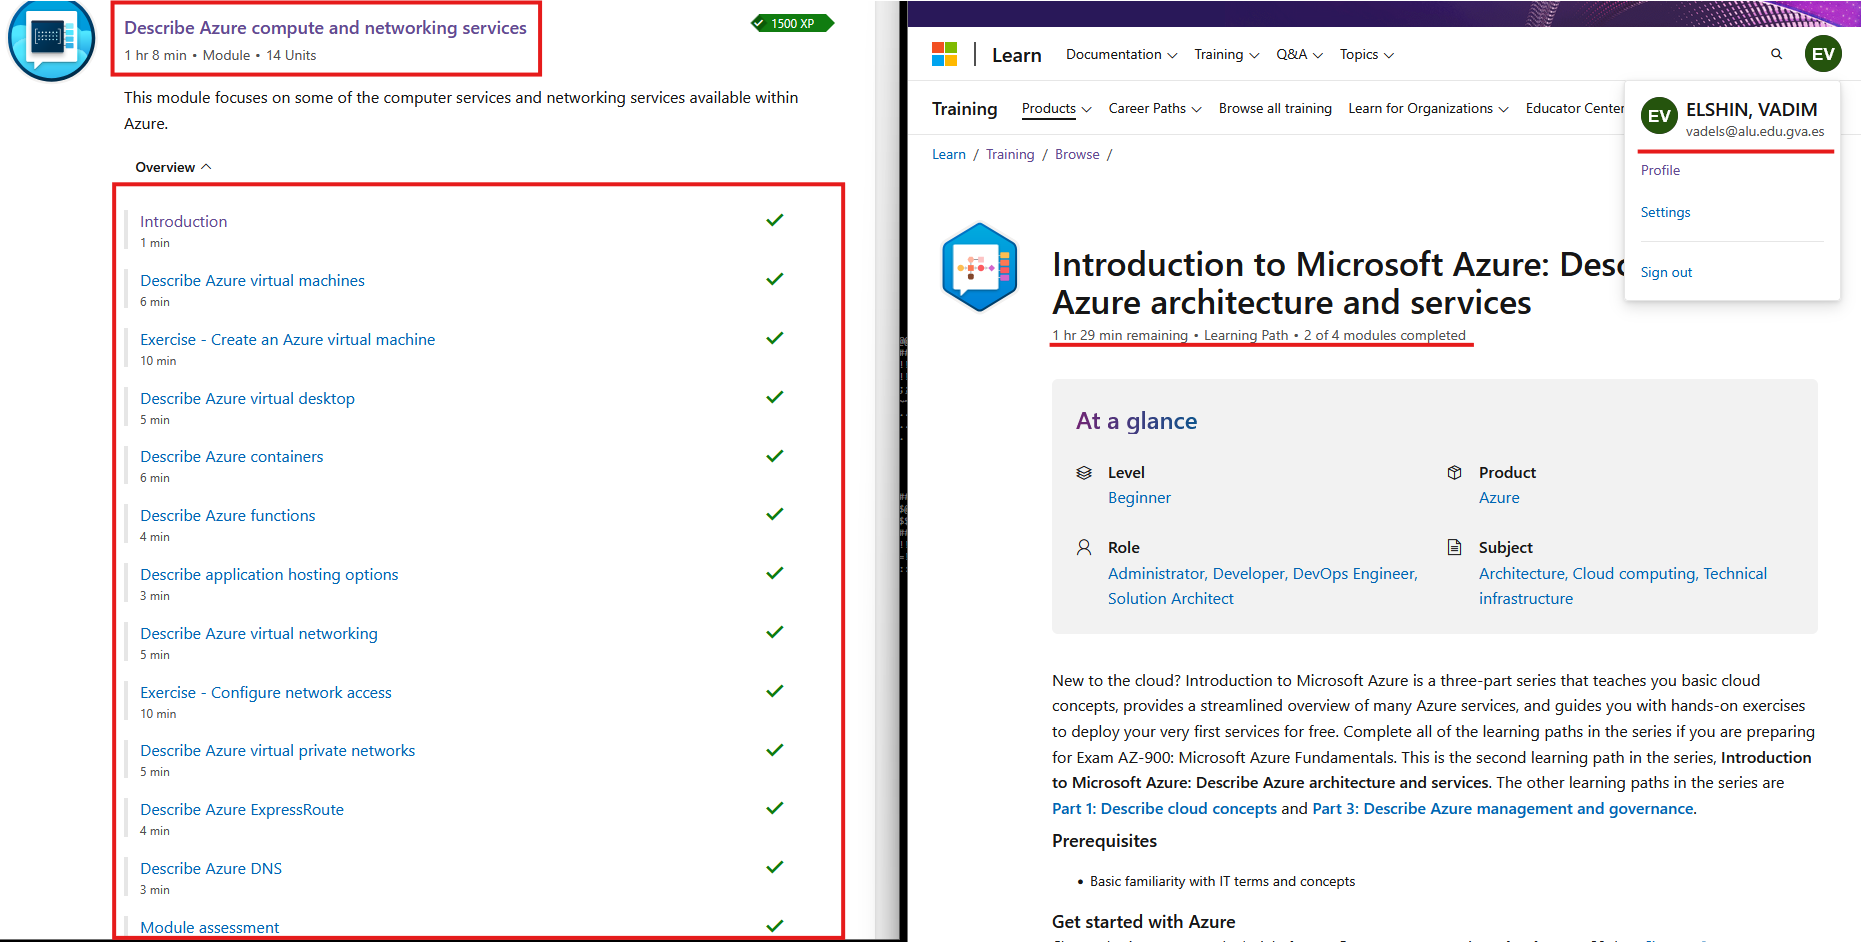 Describe Azure compute and networking services
1 hr 8 min • Module • 14 Units
1500 XP
This module focuses on some of the computer services and networking services available within
Azure.
Overview
Introduction
1 min
Describe Azure virtual machines
6 min
Exercise - Create an Azure virtual machine
10 min
Describe Azure virtual desktop
5 min
Describe Azure containers
6 min
Describe Azure functions
4 min
Describe application hosting options
3 min
Describe Azure virtual networking
5 min
Exercise - Configure network access
10 min
Describe Azure virtual private networks
5 min
Describe Azure ExpressRoute
4 min
Describe Azure DNS
3 min
Module assessment
Learn Documentation Training Q&A Topics
EV
Training Products Career Paths Browse all training Learn for Organizations Educator Center
EV ELSHIN, VADIM
vadels@alu.edu.gva.es
Profile
Settings
Sign out
Learn / Training / Browse /
Introduction to Microsoft Azure: Desc
Azure architecture and services
1 hr 29 min remaining • Learning Path • 2 of 4 modules completed
At a glance
Level
Beginner
Product
Azure
Role
Administrator, Developer, DevOps Engineer,
Solution Architect
Subject
Architecture, Cloud computing, Technical
infrastructure
New to the cloud? Introduction to Microsoft Azure is a three-part series that teaches you basic cloud
concepts, provides a streamlined overview of many Azure services, and guides you with hands-on exercises
to deploy your very first services for free. Complete all of the learning paths in the series if you are preparing
for Exam AZ-900: Microsoft Azure Fundamentals. This is the second learning path in the series, Introduction
to Microsoft Azure: Describe Azure architecture and services. The other learning paths in the series are
Part 1: Describe cloud concepts and Part 3: Describe Azure management and governance.
Prerequisites
• Basic familiarity with IT terms and concepts
Get started with Azure